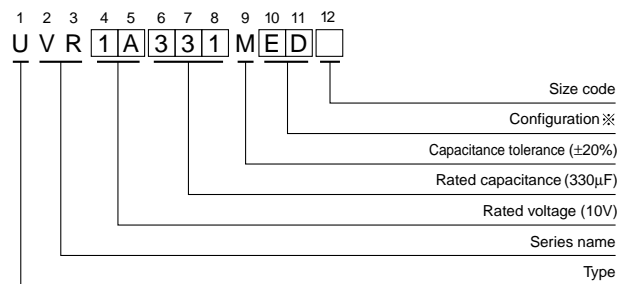 1 2 3 4 5 6 7 8 9 10 11 12
U V R 1 A 3 3 1 M E D
Size code
Configuration※
Capacitance tolerance (±20%)
Rated capacitance (330μF)
Rated voltage (10V)
Series name
Type